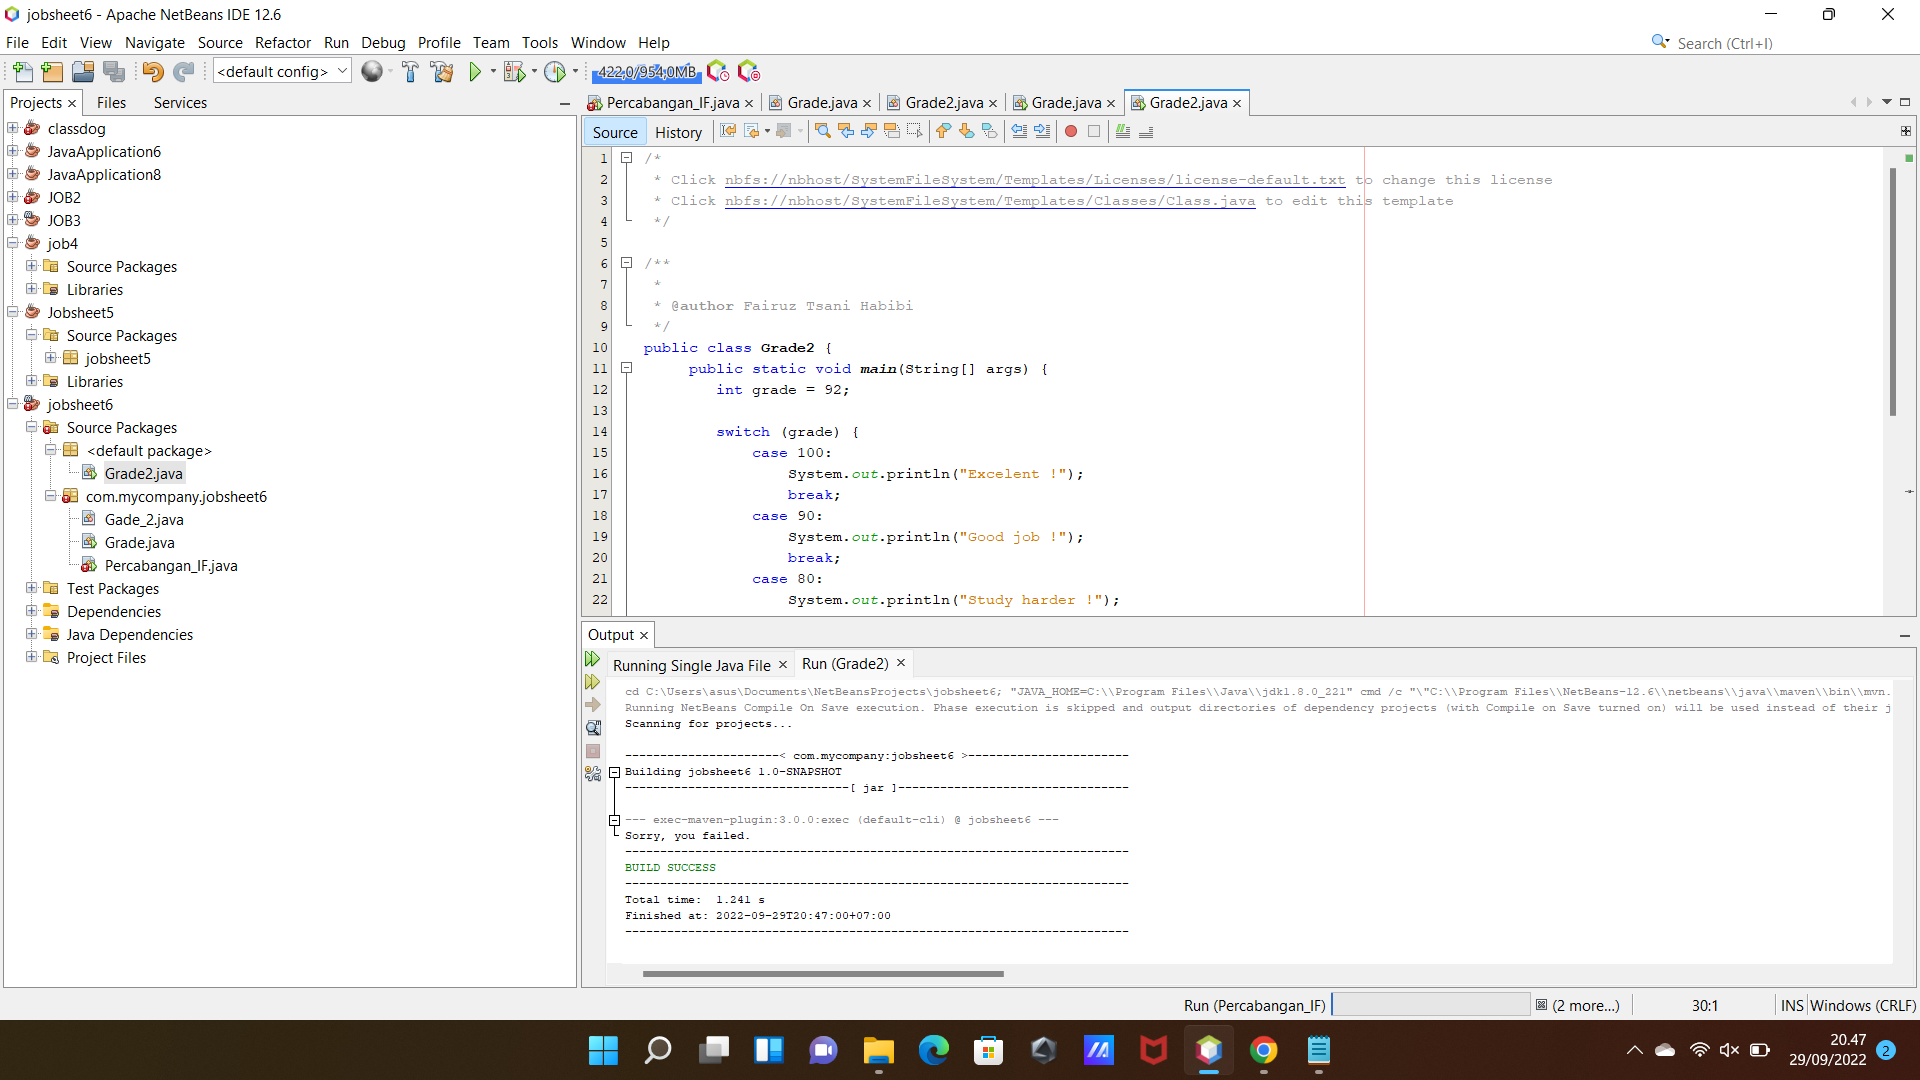 jobsheet6 - Apache NetBeans IDE 12.6
File Edit View Navigate Source Refactor Run Debug Profile Team Tools Window Help
Search (Ctrl+I)
<default config>
422,0/954,0MB
Projects Files Services
classdog
JavaApplication6
JavaApplication8
JOB2
JOB3
job4
Source Packages
Libraries
Jobsheet5
Source Packages
jobsheet5
Libraries
jobsheet6
Source Packages
<default package>
Grade2.java
com.mycompany.jobsheet6
Gade_2.java
Grade.java
Percabangan_IF.java
Test Packages
Dependencies
Java Dependencies
Project Files
Percabangan_IF.java Grade.java Grade2.java Grade.java Grade2.java
Source History
1 /*
2 * Click nbfs://nbhost/SystemFileSystem/Templates/Licenses/license-default.txt to change this license
3 * Click nbfs://nbhost/SystemFileSystem/Templates/Classes/Class.java to edit this template
4 */
5
6 /**
7 *
8 * @author Fairuz Tsani Habibi
9 */
10 public class Grade2 {
11 public static void main(String[] args) {
12 int grade = 92;
13
14 switch (grade) {
15 case 100:
16 System.out.println("Excelent !");
17 break;
18 case 90:
19 System.out.println("Good job !");
20 break;
21 case 80:
22 System.out.println("Study harder !");
Output
Running Single Java File Run (Grade2)
cd C:\Users\asus\Documents\NetBeansProjects\jobsheet6; "JAVA_HOME=C:\\Program Files\\Java\\jdk1.8.0_221" cmd /c "\"C:\\Program Files\\NetBeans-12.6\\netbeans\\java\\maven\\bin\\mvn.
Running NetBeans Compile On Save execution. Phase execution is skipped and output directories of dependency projects (with Compile on Save turned on) will be used instead of their j
Scanning for projects...
----------------------< com.mycompany:jobsheet6 >-----------------------
Building jobsheet6 1.0-SNAPSHOT
--------------------------------[ jar ]---------------------------------
--- exec-maven-plugin:3.0.0:exec (default-cli) @ jobsheet6 ---
Sorry, you failed.
------------------------------------------------------------------------
BUILD SUCCESS
------------------------------------------------------------------------
Total time:  1.241 s
Finished at: 2022-09-29T20:47:00+07:00
------------------------------------------------------------------------
Run (Percabangan_IF) (2 more...) 30:1 INS Windows (CRLF)
20.47
29/09/2022
2